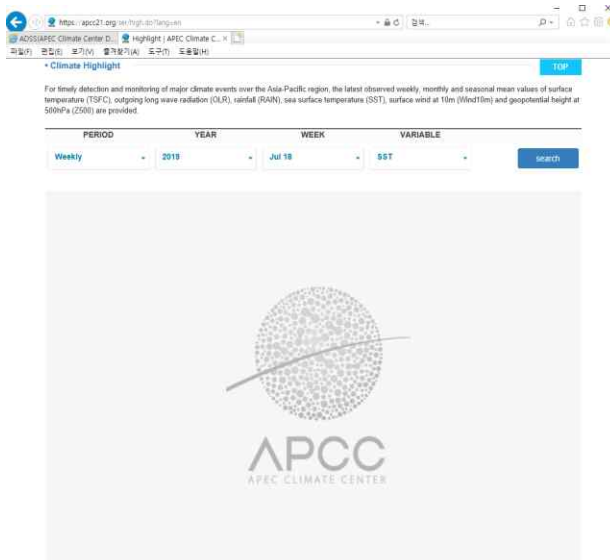 https://apcc21.org/ser/high.do?lang=en
검색...
ADSS(APEC Climate Center D...
Highlight | APEC Climate C...
파일(F) 편집(E) 보기(V) 즐겨찾기(A) 도구(T) 도움말(H)
• Climate Highlight
TOP
For timely detection and monitoring of major climate events over the Asia-Pacific region, the latest observed weekly, monthly and seasonal mean values of surface
temperature (TSFC), outgoing long wave radiation (OLR), rainfall (RAIN), sea surface temperature (SST), surface wind at 10m (Wind10m) and geopotential height at
500hPa (Z500) are provided.
PERIOD YEAR WEEK VARIABLE
Weekly 2019 Jul 18 SST search
APCC
APEC CLIMATE CENTER